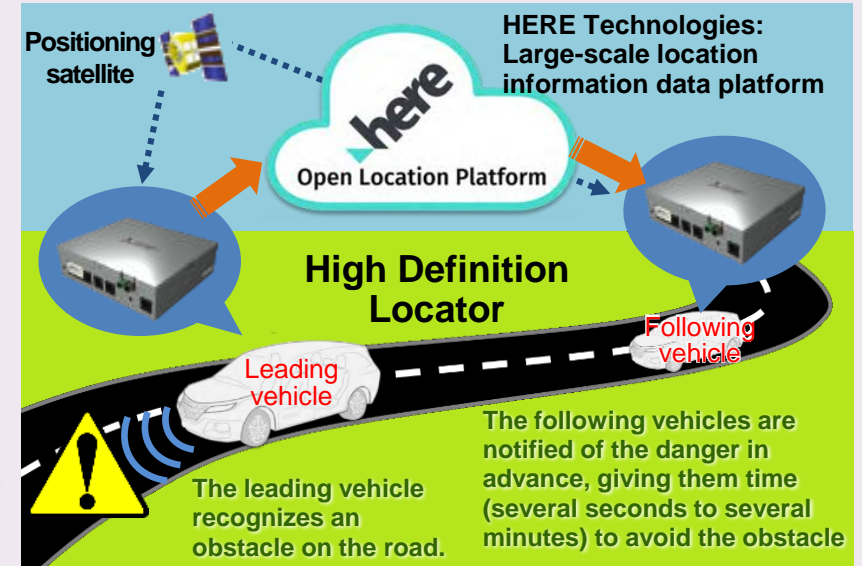 Positioning
satellite
HERE Technologies:
Large-scale location
information data platform
here
Open Location Platform
High Definition
Locator
Leading
vehicle
Following
vehicle
The leading vehicle
recognizes an
obstacle on the road.
The following vehicles are
notified of the danger in
advance, giving them time
(several seconds to several
minutes) to avoid the obstacle